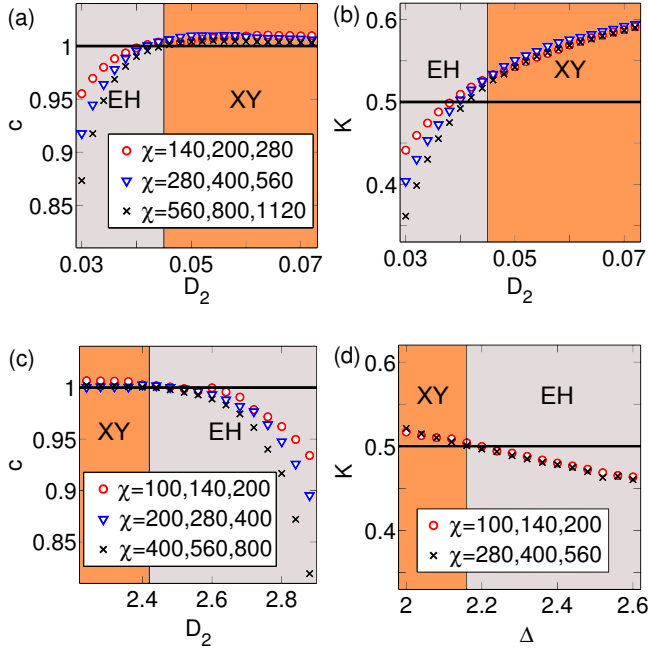 (a)
1
0.95
0.9
0.85
c
EH
XY
χ=140,200,280
χ=280,400,560
χ=560,800,1120
0.03
0.05
0.07
D2
(b)
0.6
0.5
0.4
K
EH
XY
0.03
0.05
0.07
D2
(c)
1
0.95
0.9
0.85
c
XY
EH
χ=100,140,200
χ=200,280,400
χ=400,560,800
2.4
2.6
2.8
D2
(d)
0.6
0.5
0.4
K
XY
EH
χ=100,140,200
χ=280,400,560
2
2.2
2.4
2.6
Δ